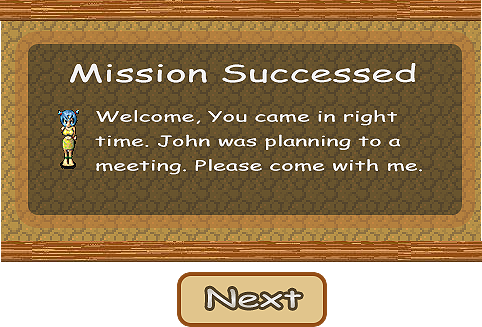 Mission Successed
Welcome, You came in right
time. John was planning to a
meeting. Please come with me.
Next